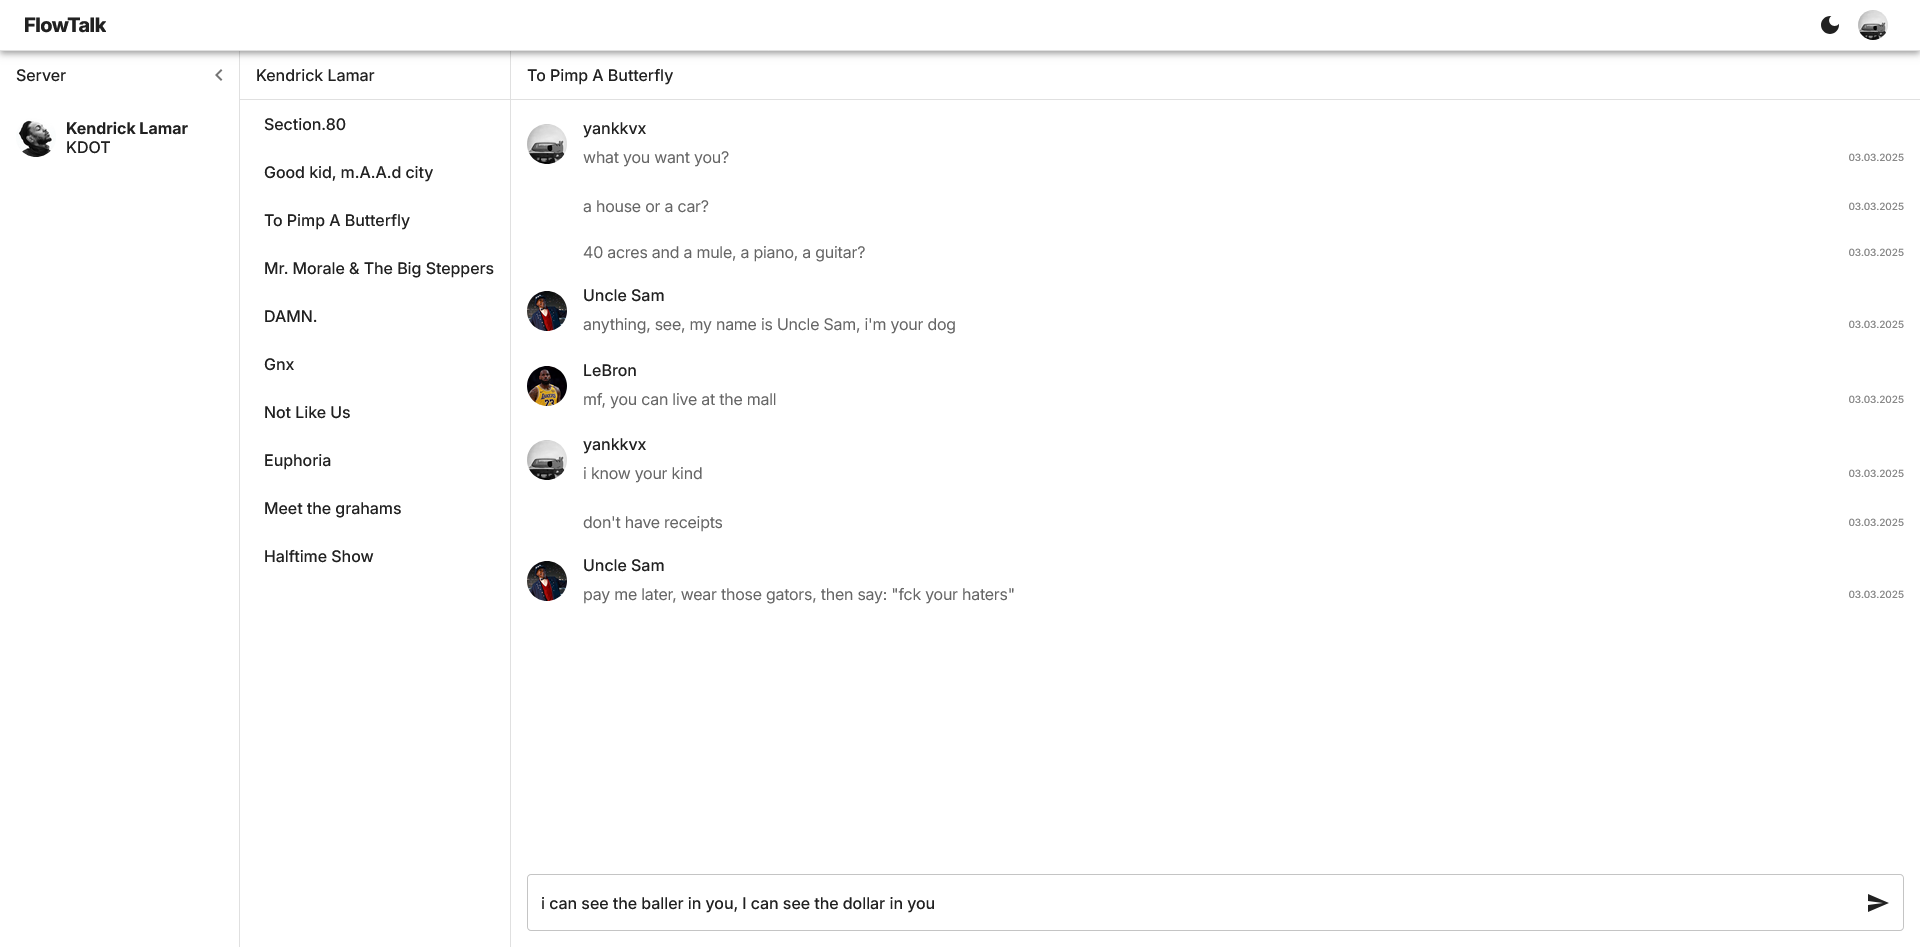 FlowTalk
Server
Kendrick Lamar
KDOT
Kendrick Lamar
Section.80
Good kid, m.A.A.d city
To Pimp A Butterfly
Mr. Morale & The Big Steppers
DAMN.
Gnx
Not Like Us
Euphoria
Meet the grahams
Halftime Show
To Pimp A Butterfly
yankkvx
what you want you? 03.03.2025
a house or a car? 03.03.2025
40 acres and a mule, a piano, a guitar? 03.03.2025
Uncle Sam
anything, see, my name is Uncle Sam, i'm your dog 03.03.2025
LeBron
mf, you can live at the mall 03.03.2025
yankkvx
i know your kind 03.03.2025
don't have receipts 03.03.2025
Uncle Sam
pay me later, wear those gators, then say: "fck your haters" 03.03.2025
i can see the baller in you, I can see the dollar in you